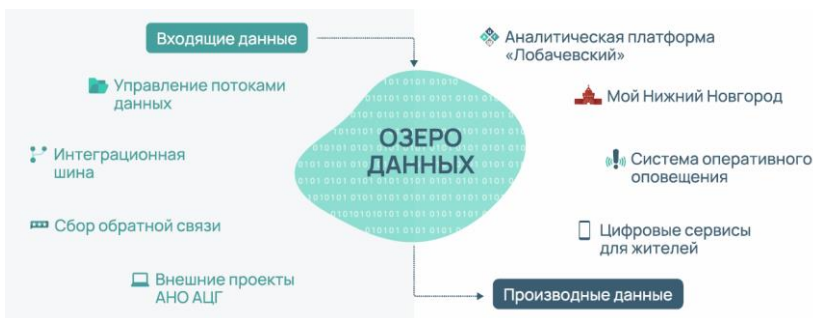 Входящие данные
Управление потоками
данных
Интеграционная
шина
Сбор обратной связи
Внешние проекты
АНО АЦГ
ОЗЕРО
ДАННЫХ
Аналитическая платформа
«Лобачевский»
Мой Нижний Новгород
Система оперативного
оповещения
Цифровые сервисы
для жителей
Производные данные